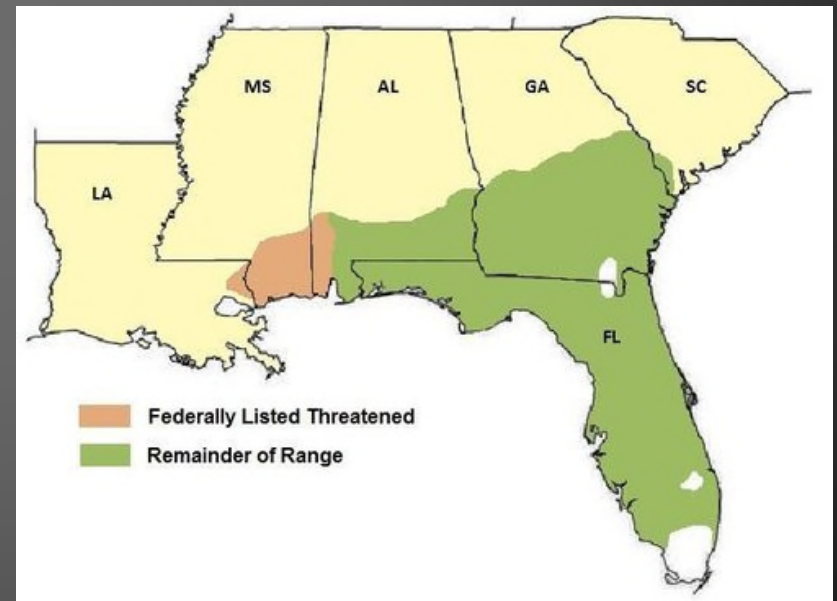 MS
AL
GA
SC
LA
FL
Federally Listed Threatened
Remainder of Range